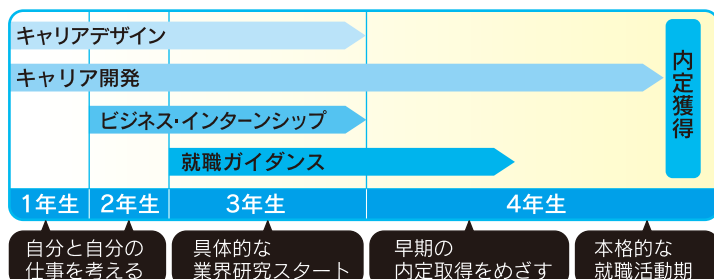 キャリアデザイン
キャリア開発
ビジネス・インターンシップ
就職ガイダンス
内定獲得
1年生
2年生
3年生
4年生
自分と自分の
仕事を考える
具体的な
業界研究スタート
早期の
内定取得をめざす
本格的な
就職活動期